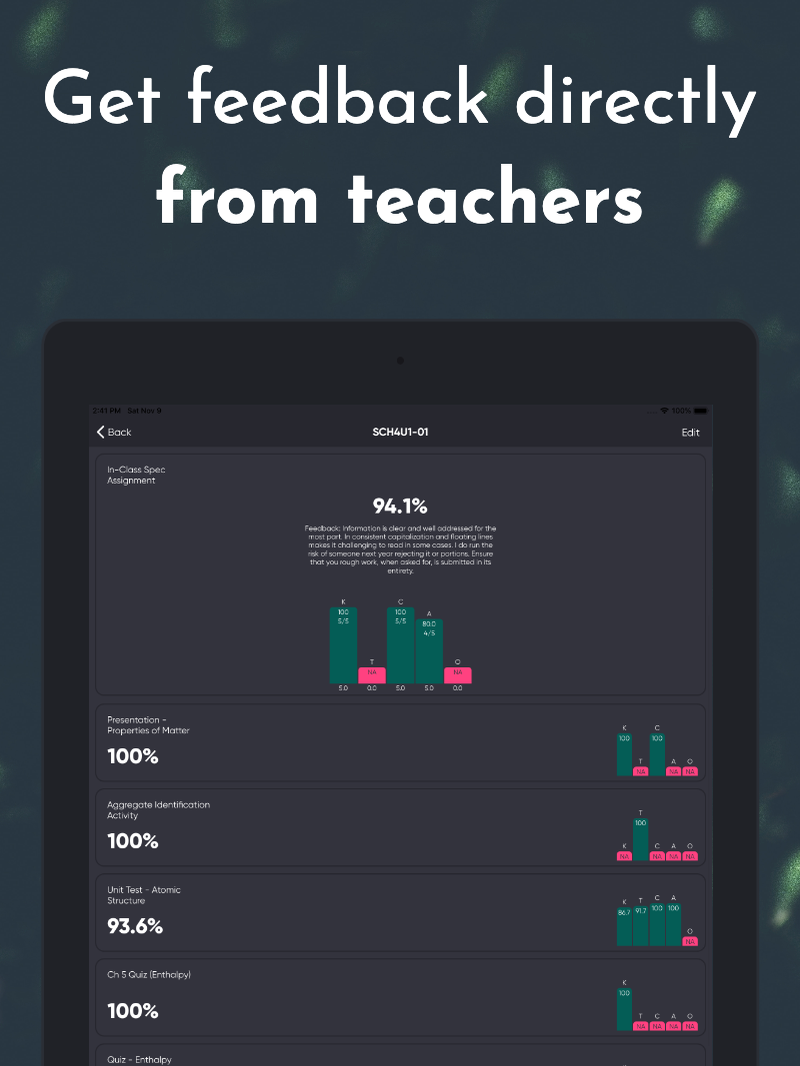 Get feedback directly
from teachers
2:41 PM Sat Nov 9
100%
Back
SCH4U1-01
Edit
In-Class Spec
Assignment
94.1%
Feedback: Information is clear and well addressed for the
most part. In consistent capitalization and floating lines
makes it challenging to read in some cases. I do run the
risk of someone next year rejecting it or portions. Ensure
that you rough work, when asked for, is submitted in its
entirety.
K C
100 100 A
5/5 5/5 80.0
4/5
T O
NA NA
5.0 0.0 5.0 5.0 0.0
Presentation -
Properties of Matter
100%
K C
100 100
T A O
NA NA NA
Aggregate Identification
Activity
100%
T
100
K C A O
NA NA NA NA
Unit Test - Atomic
Structure
93.6%
K T C A
86.7 91.7 100 100
O
NA
Ch 5 Quiz (Enthalpy)
100%
K
100
T C A O
NA NA NA NA
Quiz - Enthalpy